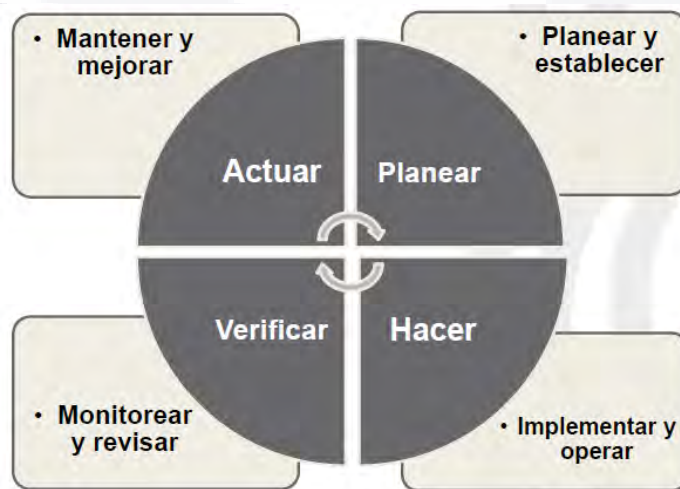 • Mantener y
mejorar
• Planear y
establecer
Actuar
Planear
Verificar
Hacer
• Monitorear
y revisar
• Implementar y
operar